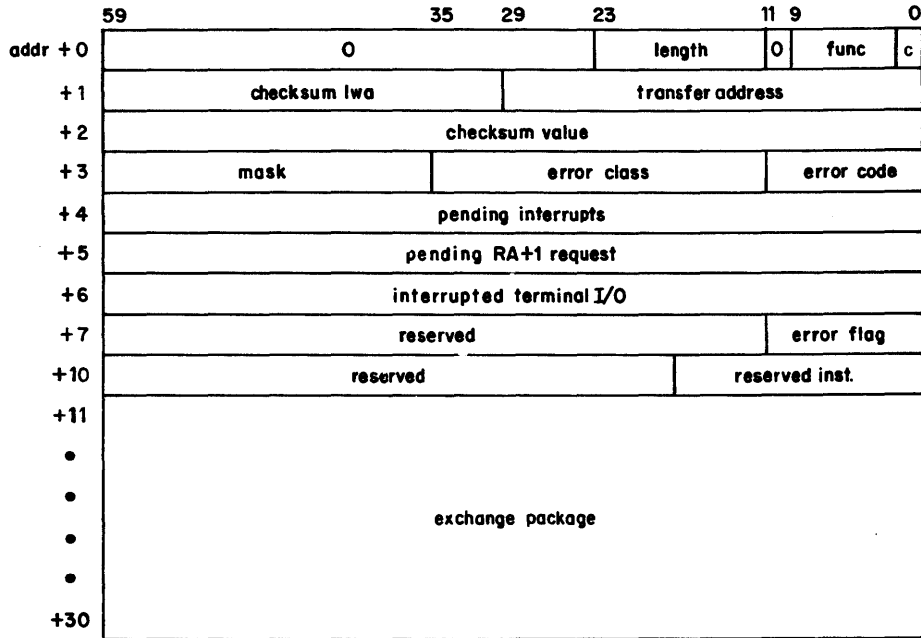 59 35 29 23 11 9 0
addr +0 0 length 0 func c
+1 checksum lwa transfer address
+2 checksum value
+3 mask error class error code
+4 pending interrupts
+5 pending RA+1 request
+6 interrupted terminal I/O
+7 reserved error flag
+10 reserved reserved inst.
+11
exchange package
+30